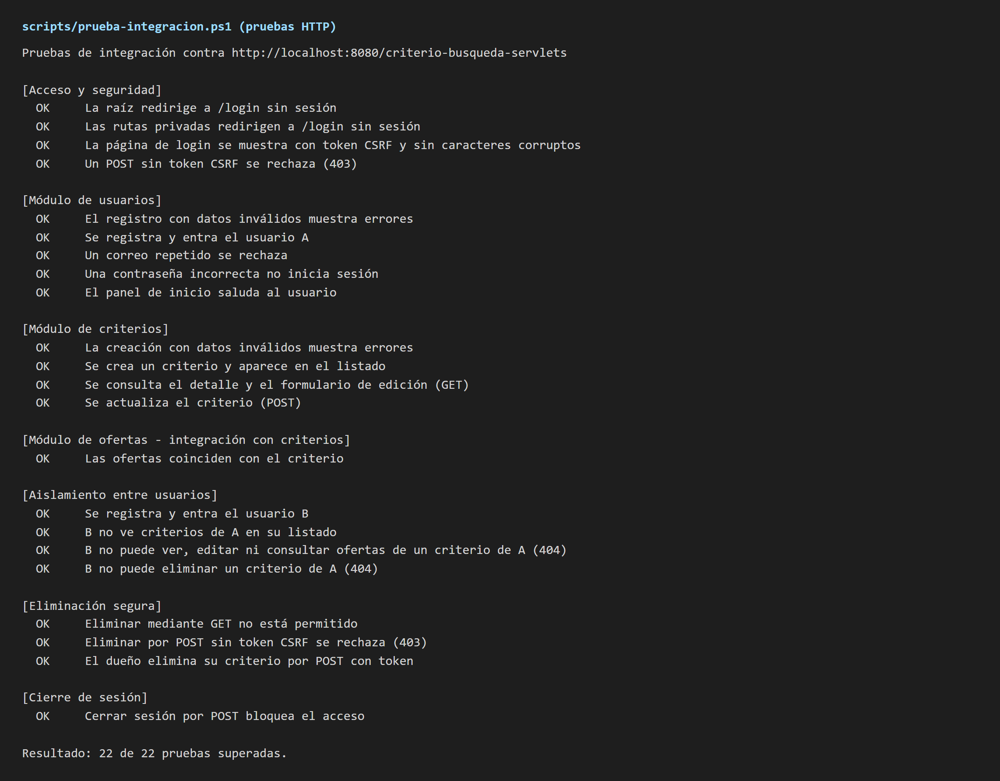 scripts/prueba-integracion.ps1 (pruebas HTTP)
Pruebas de integración contra http://localhost:8080/criterio-busqueda-servlets
[Acceso y seguridad]
OK La raíz redirige a /login sin sesión
OK Las rutas privadas redirigen a /login sin sesión
OK La página de login se muestra con token CSRF y sin caracteres corruptos
OK Un POST sin token CSRF se rechaza (403)
[Módulo de usuarios]
OK El registro con datos inválidos muestra errores
OK Se registra y entra el usuario A
OK Un correo repetido se rechaza
OK Una contraseña incorrecta no inicia sesión
OK El panel de inicio saluda al usuario
[Módulo de criterios]
OK La creación con datos inválidos muestra errores
OK Se crea un criterio y aparece en el listado
OK Se consulta el detalle y el formulario de edición (GET)
OK Se actualiza el criterio (POST)
[Módulo de ofertas - integración con criterios]
OK Las ofertas coinciden con el criterio
[Aislamiento entre usuarios]
OK Se registra y entra el usuario B
OK B no ve criterios de A en su listado
OK B no puede ver, editar ni consultar ofertas de un criterio de A (404)
OK B no puede eliminar un criterio de A (404)
[Eliminación segura]
OK Eliminar mediante GET no está permitido
OK Eliminar por POST sin token CSRF se rechaza (403)
OK El dueño elimina su criterio por POST con token
[Cierre de sesión]
OK Cerrar sesión por POST bloquea el acceso
Resultado: 22 de 22 pruebas superadas.